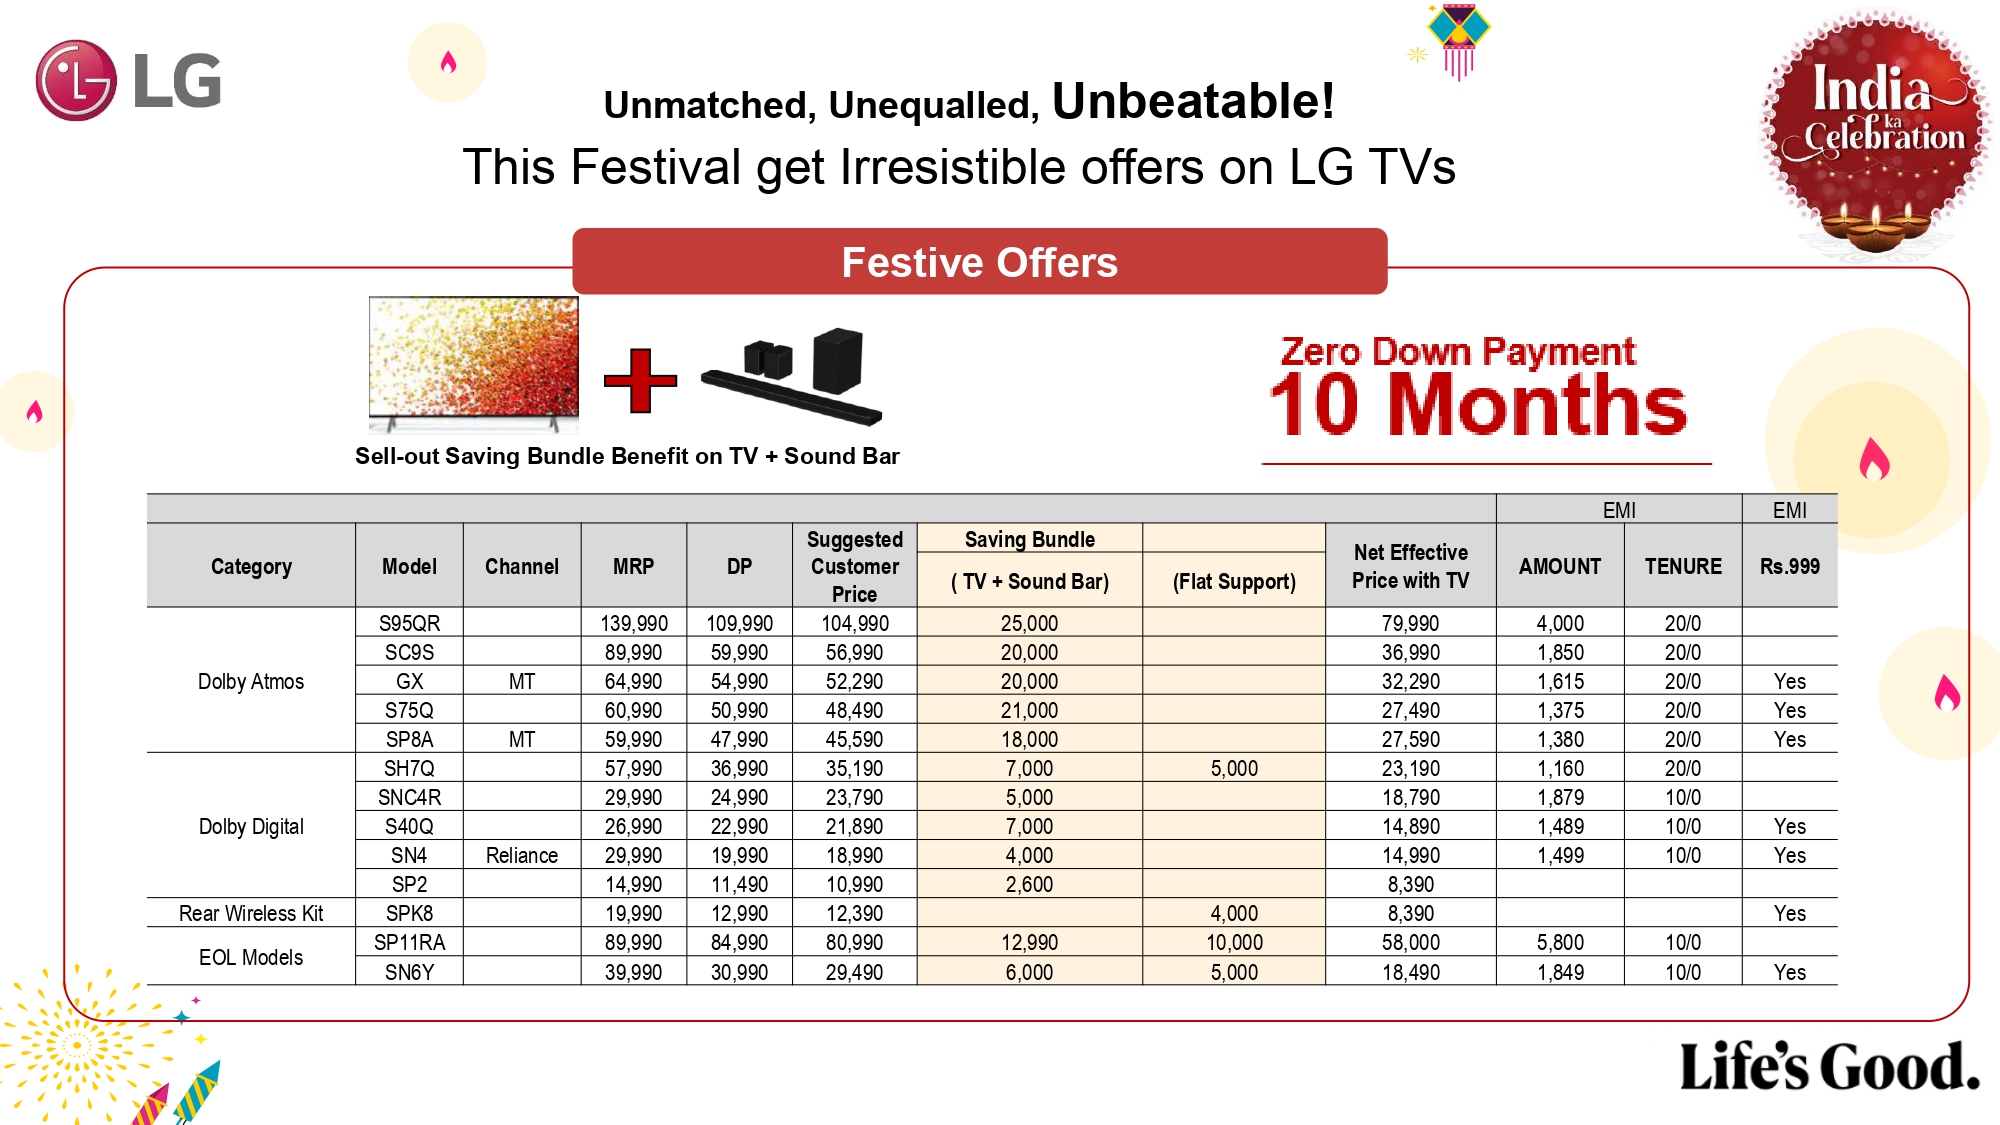 LG
India
ka
Celebration
Unmatched, Unequalled, Unbeatable!
This Festival get Irresistible offers on LG TVs
Festive Offers
Zero Down Payment
10 Months
Sell-out Saving Bundle Benefit on TV + Sound Bar
EMI EMI
Category Model Channel MRP DP Suggested Customer Price Saving Bundle ( TV + Sound Bar) (Flat Support) Net Effective Price with TV AMOUNT TENURE Rs.999
Dolby Atmos
S95QR 139,990 109,990 104,990 25,000 79,990 4,000 20/0
SC9S 89,990 59,990 56,990 20,000 36,990 1,850 20/0
GX MT 64,990 54,990 52,290 20,000 32,290 1,615 20/0 Yes
S75Q 60,990 50,990 48,490 21,000 27,490 1,375 20/0 Yes
SP8A MT 59,990 47,990 45,590 18,000 27,590 1,380 20/0 Yes
Dolby Digital
SH7Q 57,990 36,990 35,190 7,000 5,000 23,190 1,160 20/0
SNC4R 29,990 24,990 23,790 5,000 18,790 1,879 10/0
S40Q 26,990 22,990 21,890 7,000 14,890 1,489 10/0 Yes
SN4 Reliance 29,990 19,990 18,990 4,000 14,990 1,499 10/0 Yes
SP2 14,990 11,490 10,990 2,600 8,390
Rear Wireless Kit SPK8 19,990 12,990 12,390 4,000 8,390 Yes
EOL Models
SP11RA 89,990 84,990 80,990 12,990 10,000 58,000 5,800 10/0
SN6Y 39,990 30,990 29,490 6,000 5,000 18,490 1,849 10/0 Yes
Life's Good.